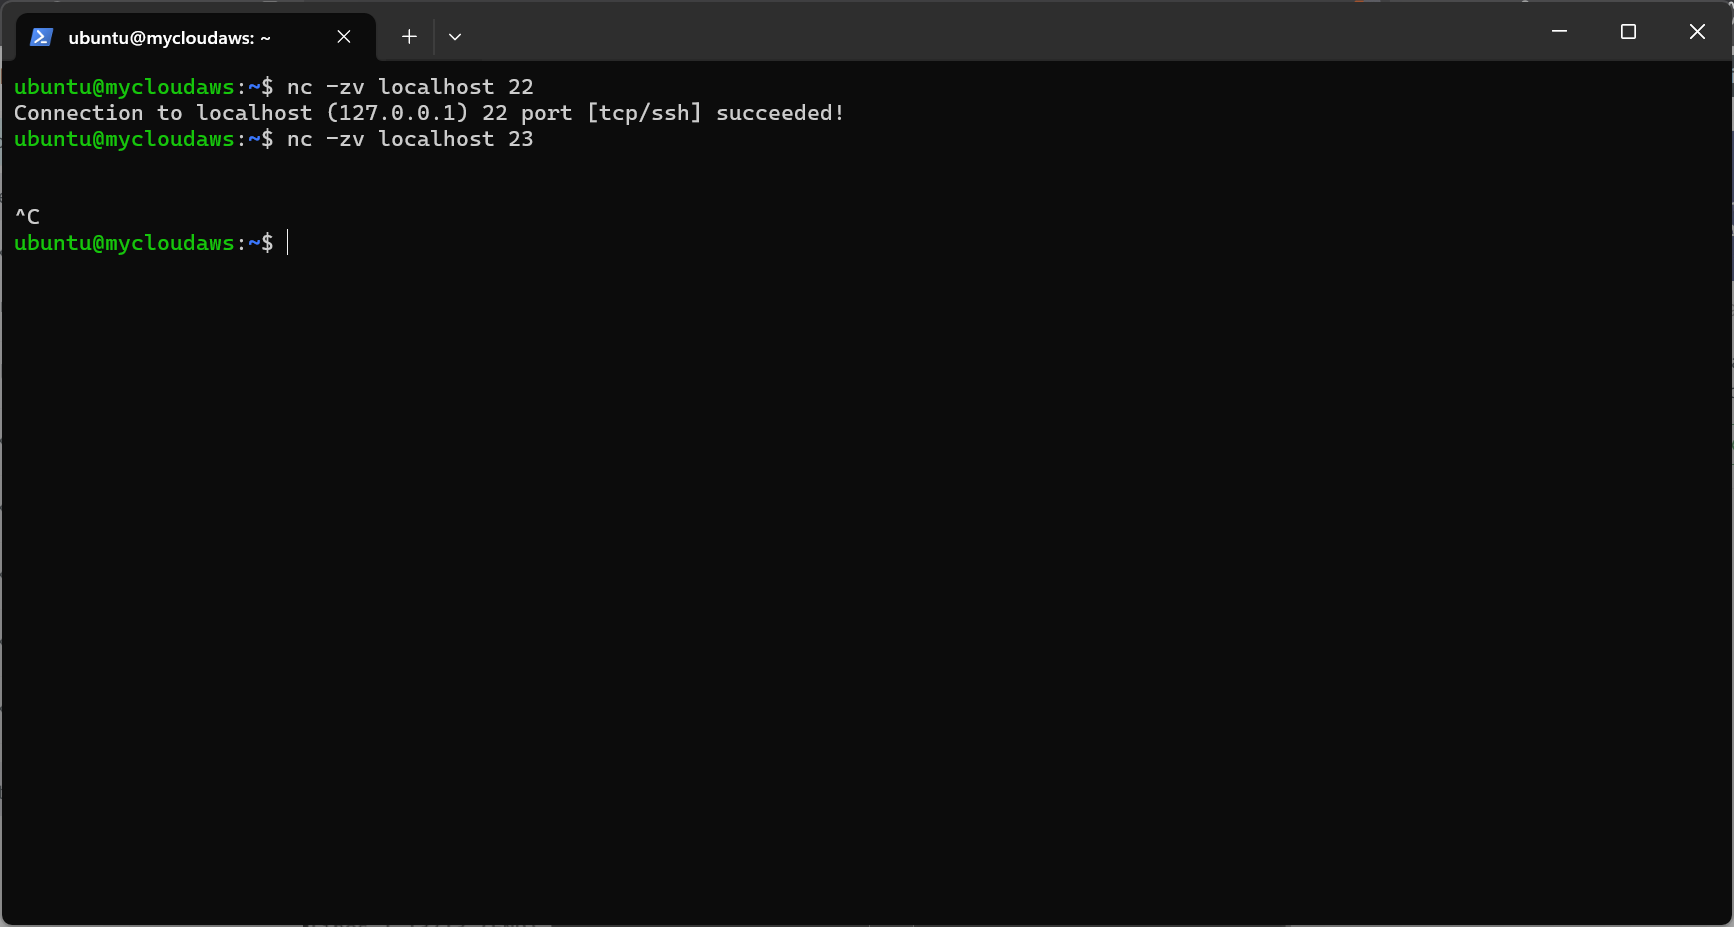 ubuntu@mycloudaws: ~
ubuntu@mycloudaws:~$ nc -zv localhost 22
Connection to localhost (127.0.0.1) 22 port [tcp/ssh] succeeded!
ubuntu@mycloudaws:~$ nc -zv localhost 23
^C
ubuntu@mycloudaws:~$